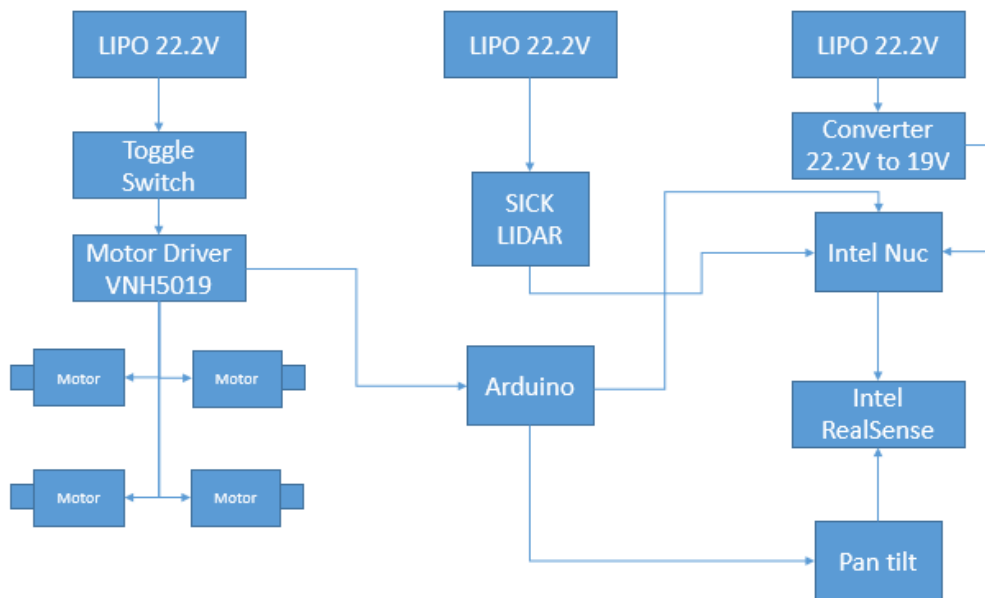 LIPO 22.2V
LIPO 22.2V
LIPO 22.2V
Toggle
Switch
Converter
22.2V to 19V
SICK
LIDAR
Motor Driver
VNH5019
Intel Nuc
Motor
Motor
Arduino
Intel
RealSense
Motor
Motor
Pan tilt